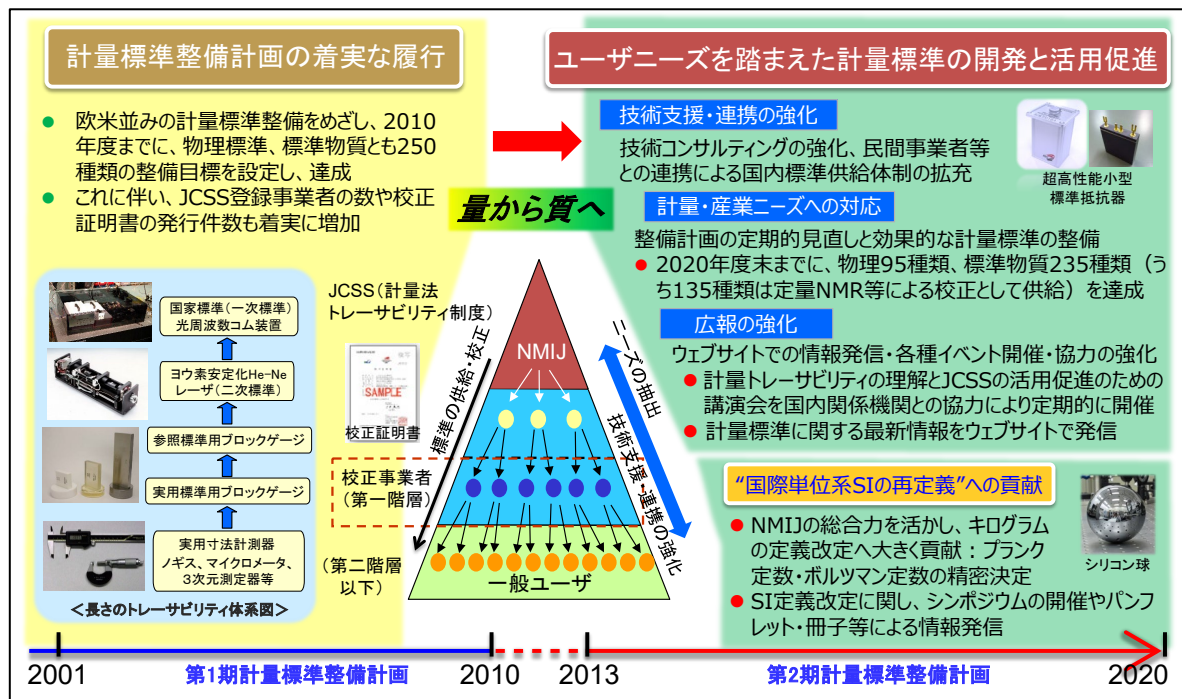 計量標準整備計画の着実な履行
● 欧米並みの計量標準整備をめざし、2010
年度までに、物理標準、標準物質とも250
種類の整備目標を設定し、達成
● これに伴い、JCSS登録事業者の数や校正
証明書の発行件数も着実に増加
量から質へ
ユーザニーズを踏まえた計量標準の開発と活用促進
技術支援・連携の強化
技術コンサルティングの強化、民間事業者等
との連携による国内標準供給体制の拡充
超高性能小型
標準抵抗器
計量・産業ニーズへの対応
整備計画の定期的見直しと効果的な計量標準の整備
● 2020年度末までに、物理95種類、標準物質235種類（う
ち135種類は定量NMR等による校正として供給）を達成
広報の強化
ウェブサイトでの情報発信・各種イベント開催・協力の強化
● 計量トレーサビリティの理解とJCSSの活用促進のための
講演会を国内関係機関との協力により定期的に開催
● 計量標準に関する最新情報をウェブサイトで発信
国家標準（一次標準）
光周波数コム装置
ヨウ素安定化He-Ne
レーザ（二次標準）
参照標準用ブロックゲージ
実用標準用ブロックゲージ
実用寸法計測器
ノギス、マイクロメータ、
3次元測定器等
＜長さのトレーサビリティ体系図＞
JCSS（計量法
トレーサビリティ制度）
SAMPLE
校正証明書
校正事業者
（第一階層）
（第二階層
以下）
標準の供給・校正
NMIJ
一般ユーザ
ニーズの抽出
技術支援・連携の強化
“国際単位系SIの再定義”への貢献
● NMIJの総合力を活かし、キログラム
の定義改定へ大きく貢献：プランク
定数・ボルツマン定数の精密決定
● SI定義改定に関し、シンポジウムの開催やパンフ
レット・冊子等による情報発信
シリコン球
2001
第1期計量標準整備計画
2010
2013
第2期計量標準整備計画
2020